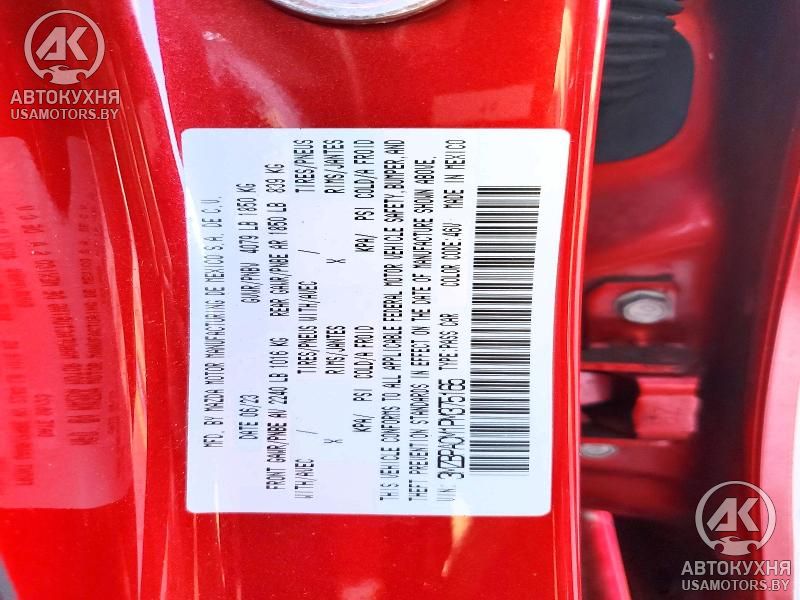 АК
АВТОКУХНЯ
USAMOTORS.BY
MFD. BY MAZDA MOTOR MANUFACTURING DE MEXICO S.A. DE C.V.
DATE 06/23 GVWR/PNBV 4079 LB 1850 KG
FRONT GAWR/PNBE AV 2240 LB 1016 KG REAR GAWR/PNBE AR 1850 LB 839 KG
WITH/AVEC / TIRES/PNEUS WITH/AVEC / TIRES/PNEUS
X RIMS/JANTES X RIMS/JANTES
KPA/ PSI COLD/A FROID KPA/ PSI COLD/A FROID
THIS VEHICLE CONFORMS TO ALL APPLICABLE FEDERAL MOTOR VEHICLE SAFETY, BUMPER, AND
THEFT PREVENTION STANDARDS IN EFFECT ON THE DATE OF MANUFACTURE SHOWN ABOVE.
VIN: TYPE:PASS CAR COLOR CODE:46V MADE IN MEXICO
АК
АВТОКУХНЯ
USAMOTORS.BY